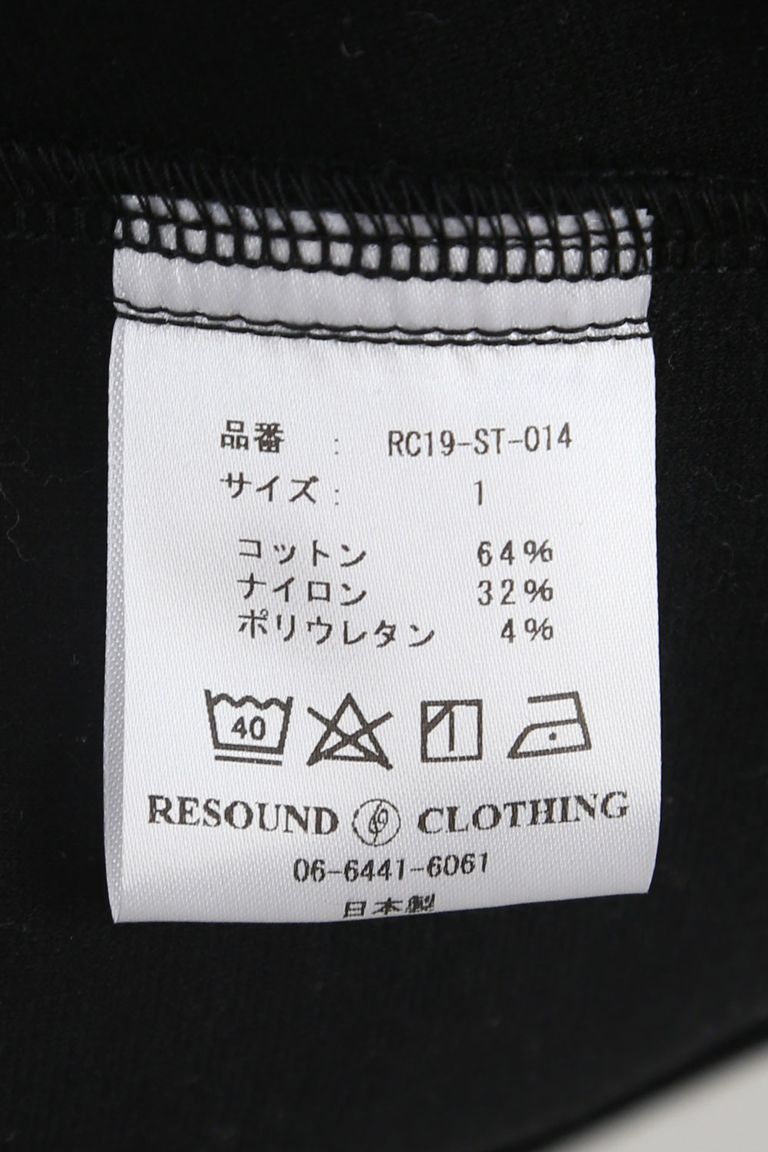 品番 : RC19-ST-014
サイズ : 1
コットン 64%
ナイロン 32%
ポリウレタン 4%
40
RESOUND CLOTHING
06-6441-6061
日本製